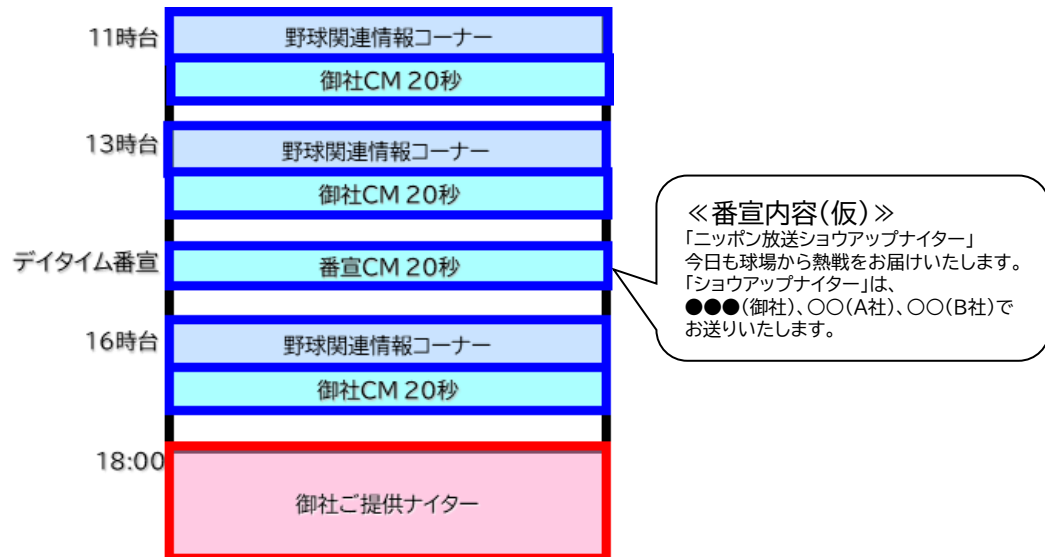 11時台
野球関連情報コーナー
御社CM 20秒
13時台
野球関連情報コーナー
御社CM 20秒
デイタイム番宣
番宣CM 20秒
≪番宣内容(仮)≫
「ニッポン放送ショウアップナイター」
今日も球場から熱戦をお届けいたします。
「ショウアップナイター」は、
●●●(御社)、○○(A社)、○○(B社)で
お送りいたします。
16時台
野球関連情報コーナー
御社CM 20秒
18:00
御社ご提供ナイター